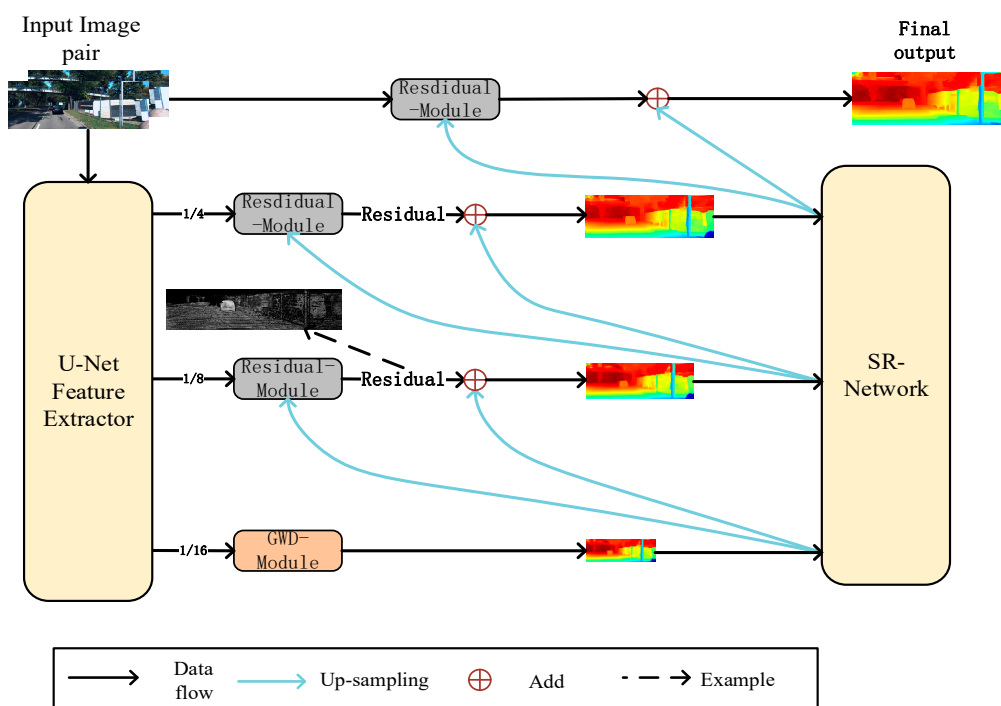 Input Image
pair
Final
output
Resdidual
-Module
1/4
Resdidual
-Module
Residual
U-Net
Feature
Extractor
1/8
Residual-
Module
Residual
SR-
Network
1/16
GWD-
Module
Data
flow
Up-sampling
Add
Example